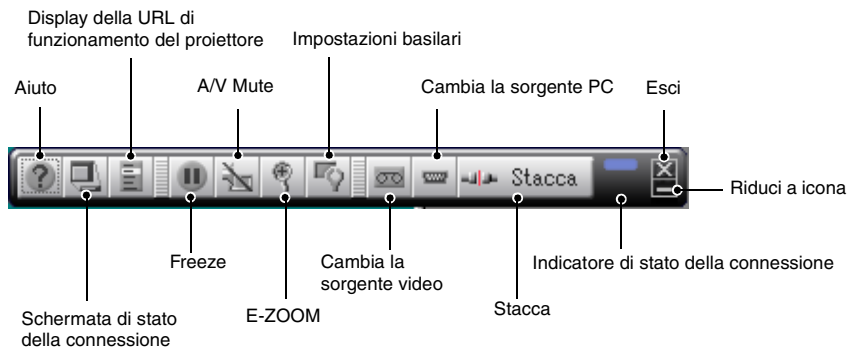 Display della URL di
funzionamento del proiettore
Impostazioni basilari
Aiuto
A/V Mute
Cambia la sorgente PC
Esci
Stacca
Riduci a icona
Freeze
Cambia la
sorgente video
Indicatore di stato della connessione
Schermata di stato
della connessione
E-ZOOM
Stacca